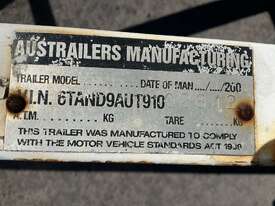 AUSTRAILERS MANUFACTURING
TRAILER MODEL ............ DATE OF MAN ..../..../200
V.I.N. 6TAND9AUT910
A.T.M. ............ KG TARE ............ KG
THIS TRAILER WAS MANUFACTURED TO COMPLY
WITH THE MOTOR VEHICLE STANDARDS ACT 1989